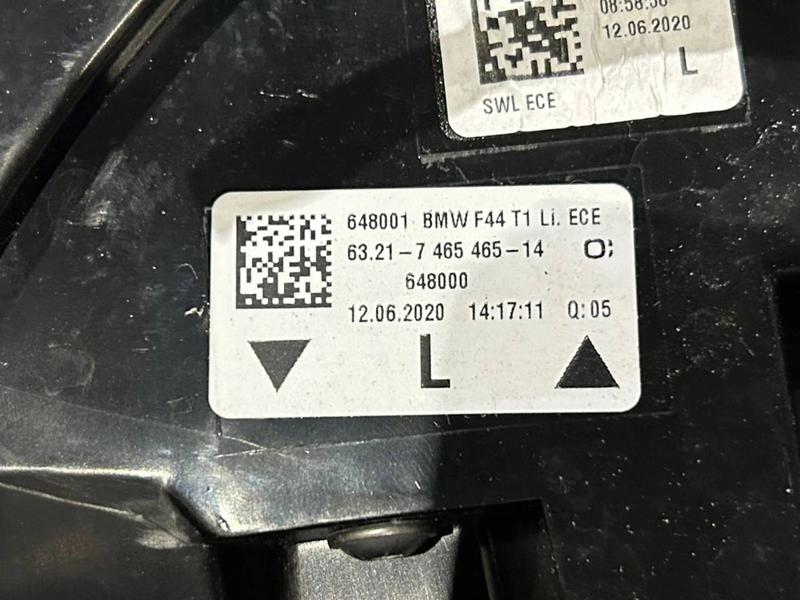 08:58:58
12.06.2020
L
SWL ECE
648001 BMW F44 T1 Li. ECE
63.21-7 465 465-14
648000
12.06.2020 14:17:11 Q:05
L